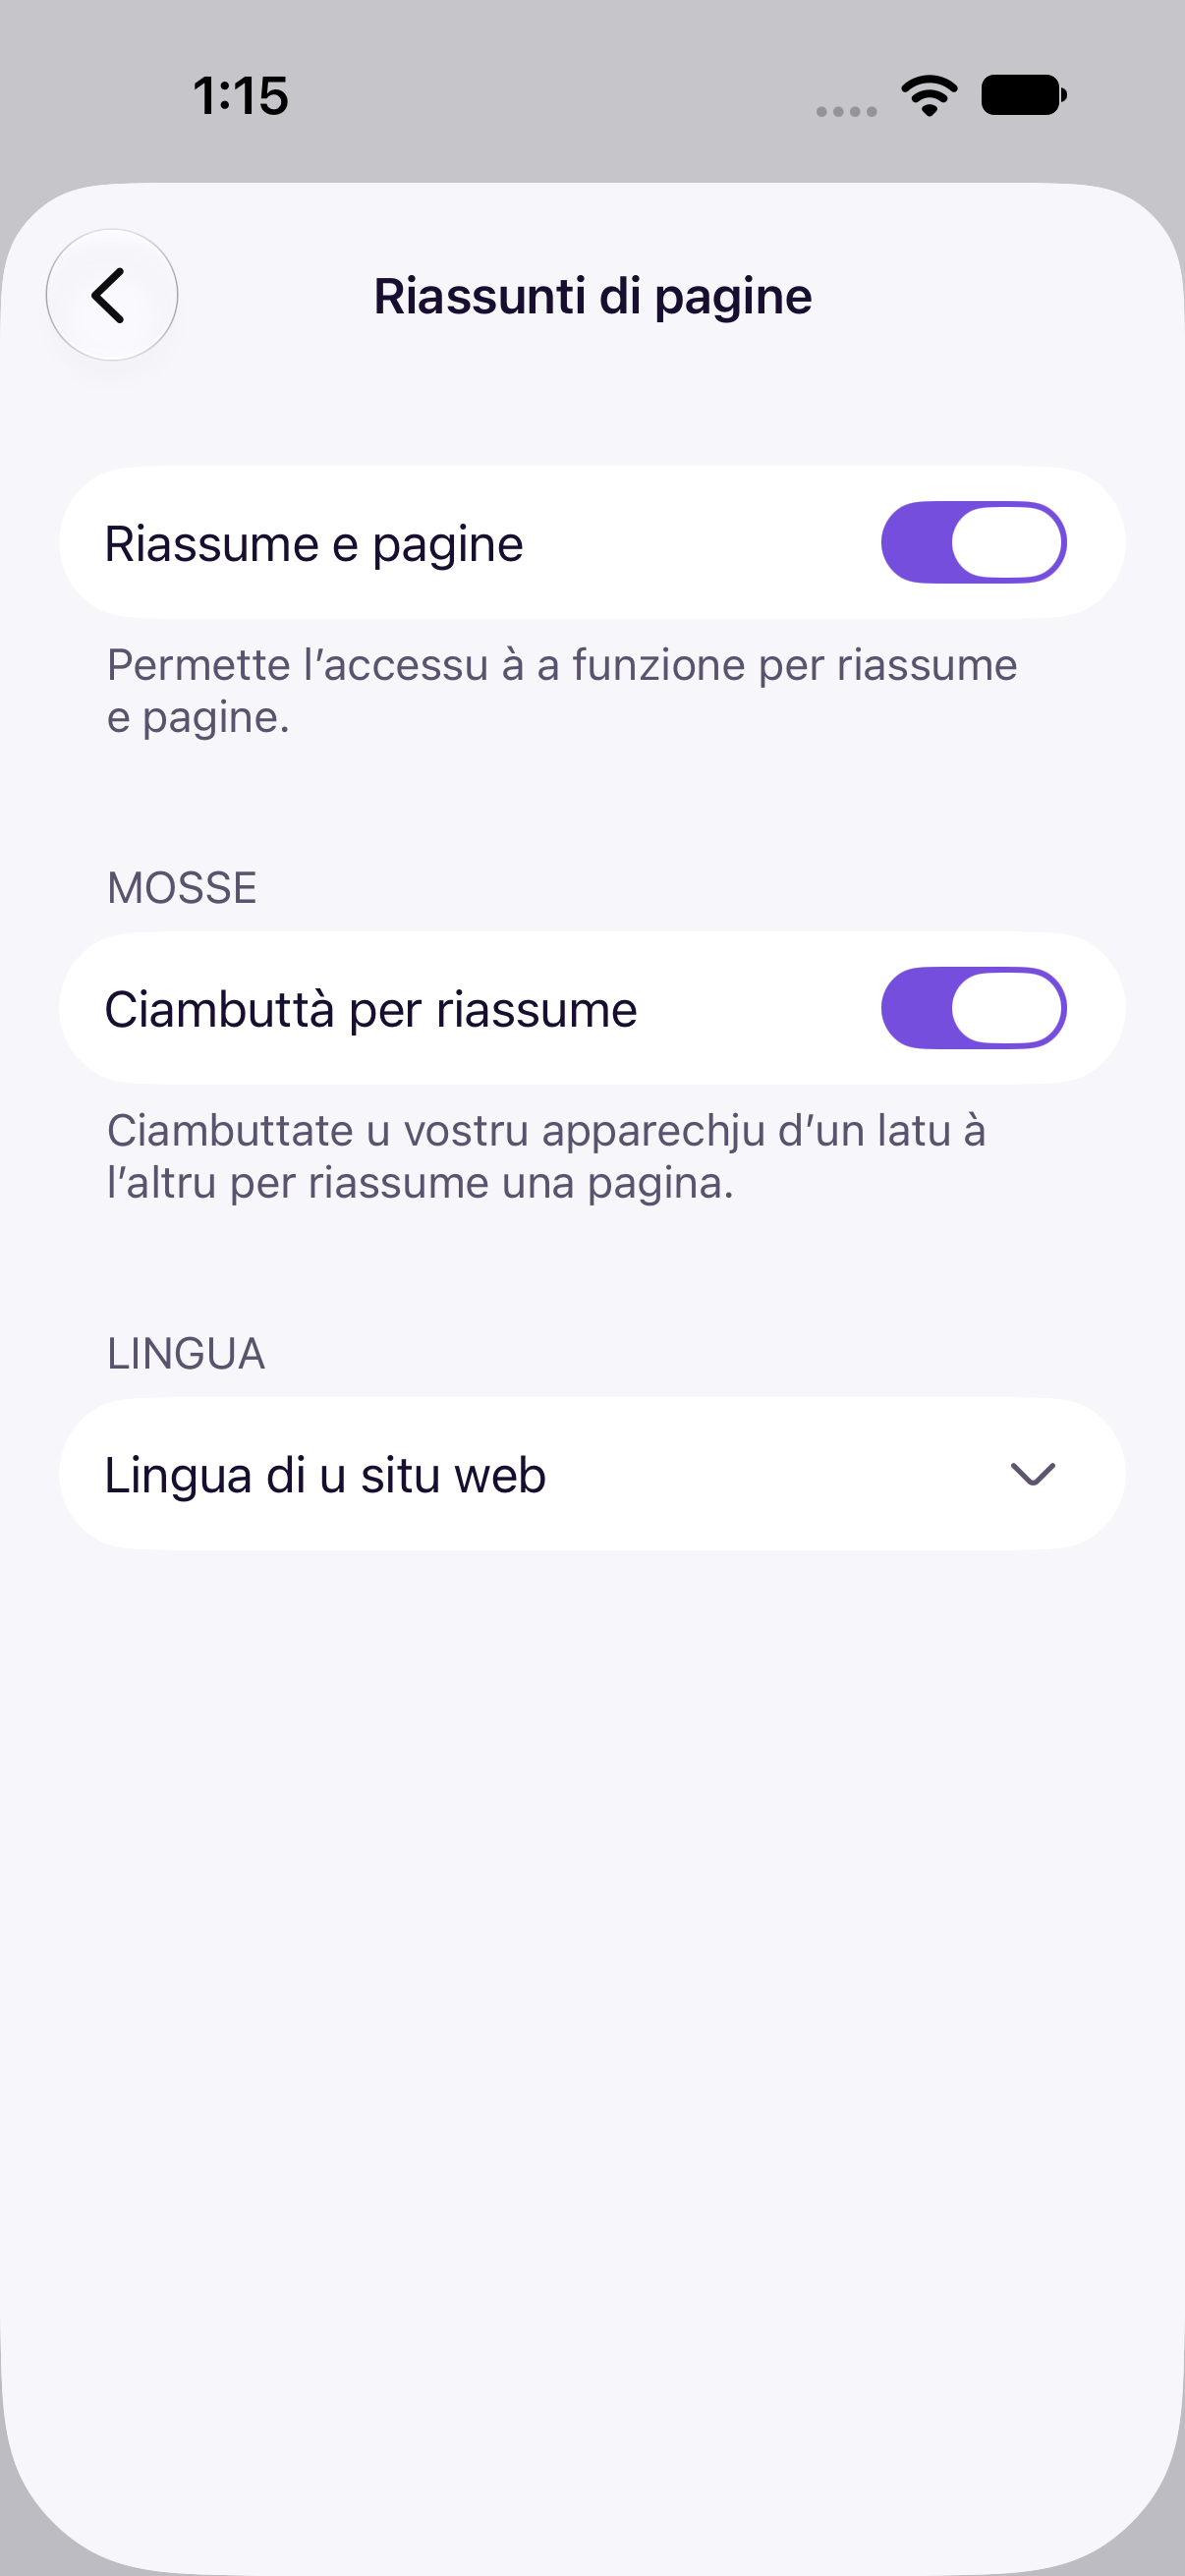 1:15
Riassunti di pagine
Riassume e pagine
Permette l’accessu à a funzione per riassume
e pagine.
MOSSE
Ciambuttà per riassume
Ciambuttate u vostru apparechju d’un latu à
l’altru per riassume una pagina.
LINGUA
Lingua di u situ web